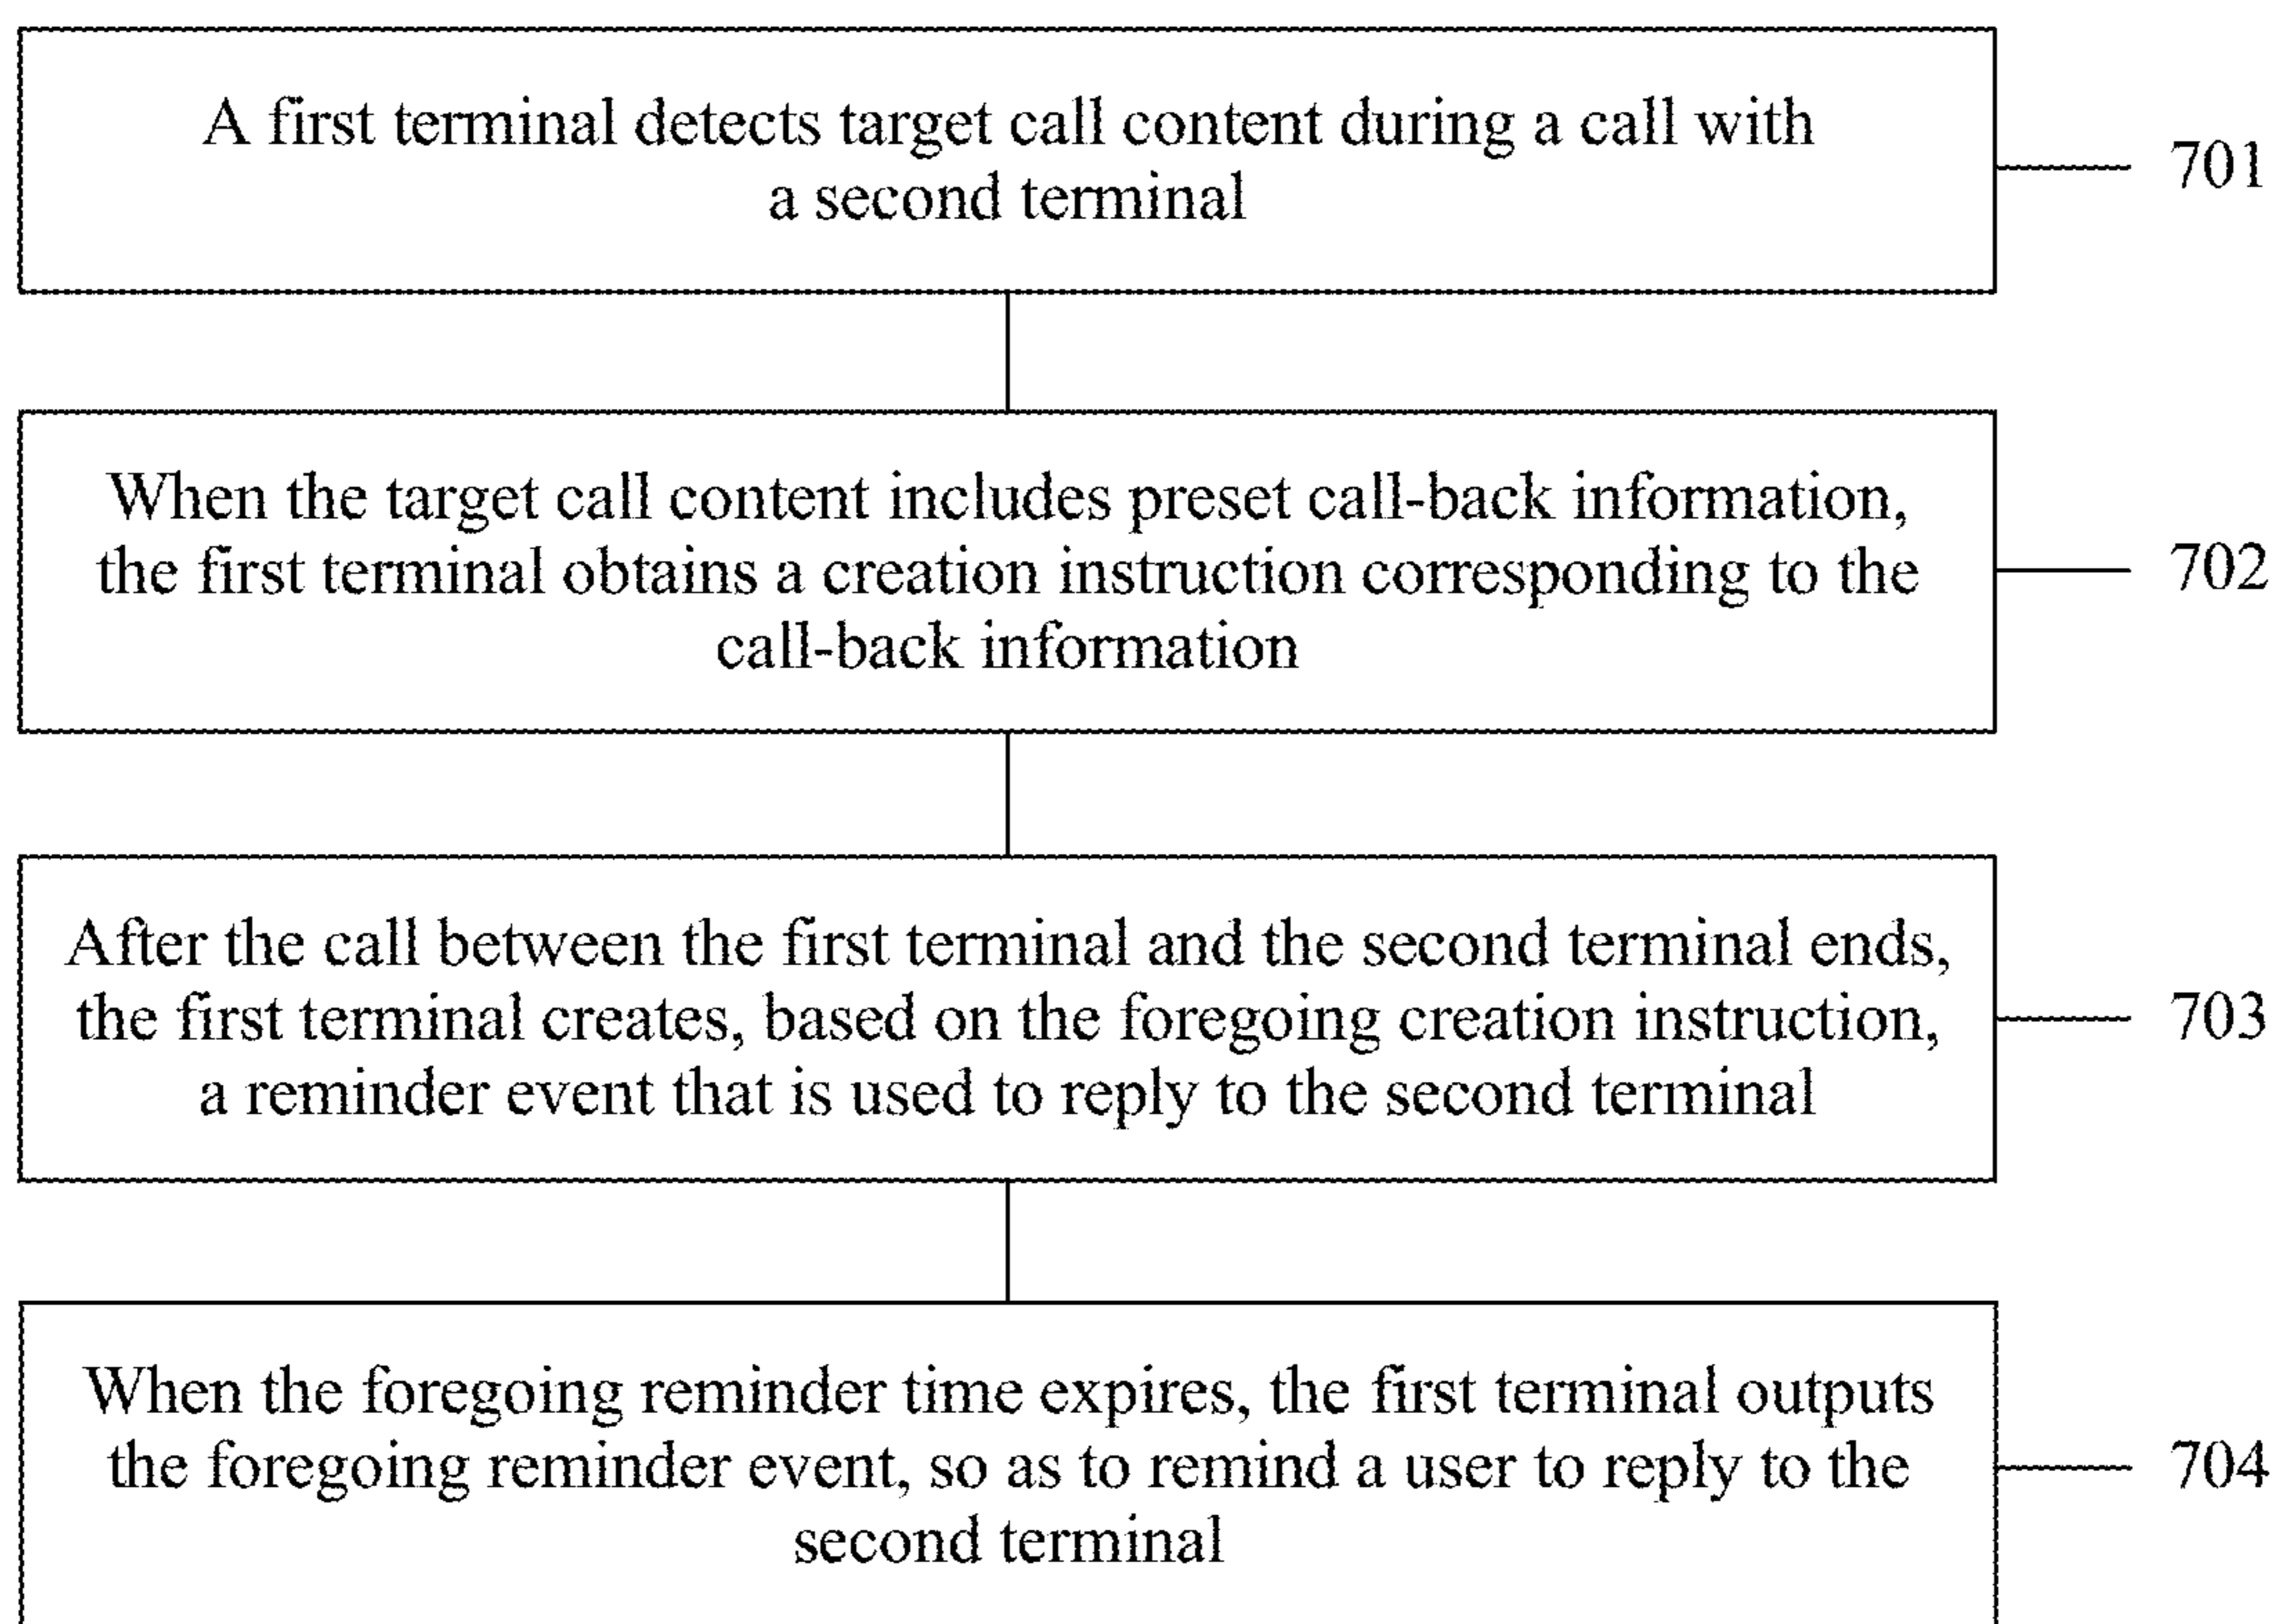 A first terminal detects target call content during a call with
a second terminal
701
When the target call content includes preset call-back information,
the first terminal obtains a creation instruction corresponding to the
call-back information
702
After the call between the first terminal and the second terminal ends,
the first terminal creates, based on the foregoing creation instruction,
a reminder event that is used to reply to the second terminal
703
When the foregoing reminder time expires, the first terminal outputs
the foregoing reminder event, so as to remind a user to reply to the
second terminal
704